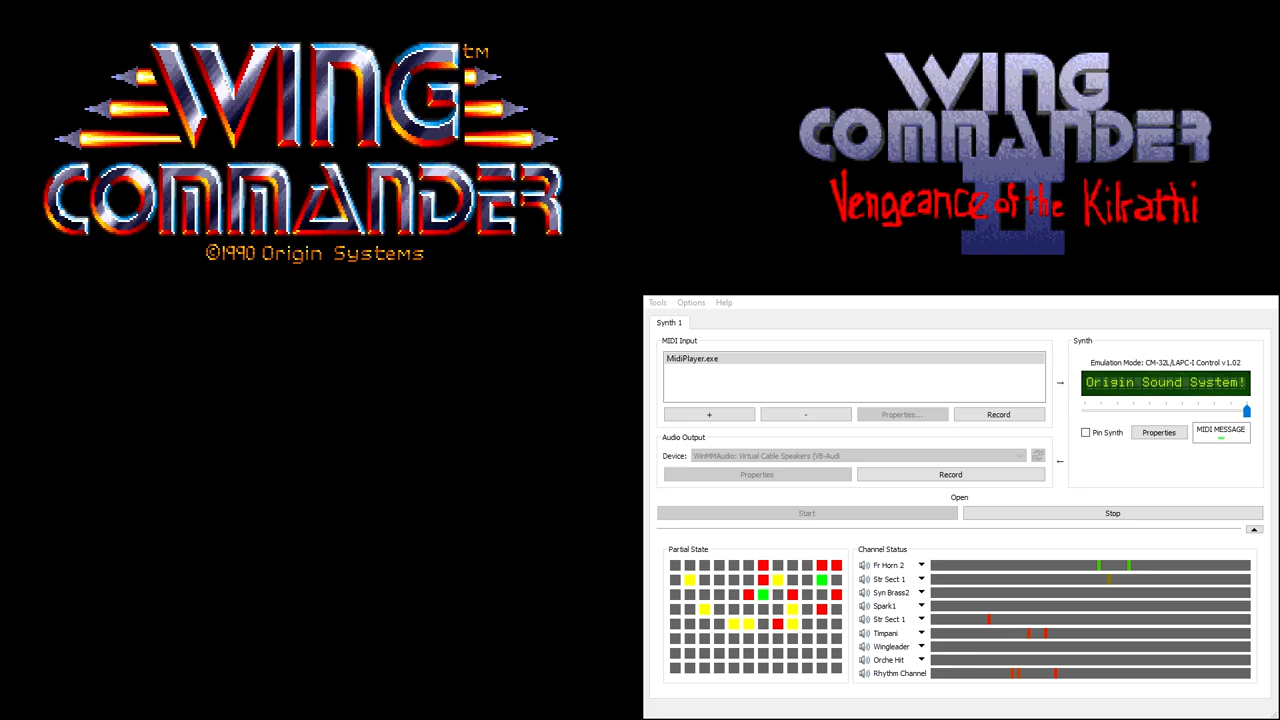 WING™
COMMANDER
©1990 Origin Systems
WING
COMMANDER
II
Vengeance of the Kilrathi
Tools Options Help
Synth 1
MIDI Input
MidiPlayer.exe
+ - Properties... Record
Audio Output
Device: WinMMAudio: Virtual Cable Speakers (VB-Audi
Properties Record
Synth
Emulation Mode: CM-32L/LAPC-I Control v1.02
Origin Sound System!
Pin Synth Properties MIDI MESSAGE
Open
Start Stop
Partial State
Channel Status
Fr Horn 2
Str Sect 1
Syn Brass2
Spark1
Str Sect 1
Timpani
Wingleader
Orche Hit
Rhythm Channel